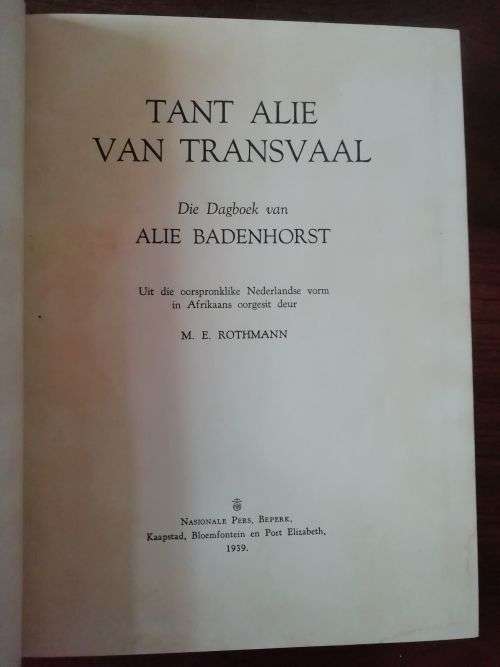 TANT ALIE
VAN TRANSVAAL
Die Dagboek van
ALIE BADENHORST
Uit die oorspronklike Nederlandse vorm
in Afrikaans oorgesit deur
M. E. ROTHMANN
NASIONALE PERS, BEPERK,
Kaapstad, Bloemfontein en Port Elizabeth,
1939.